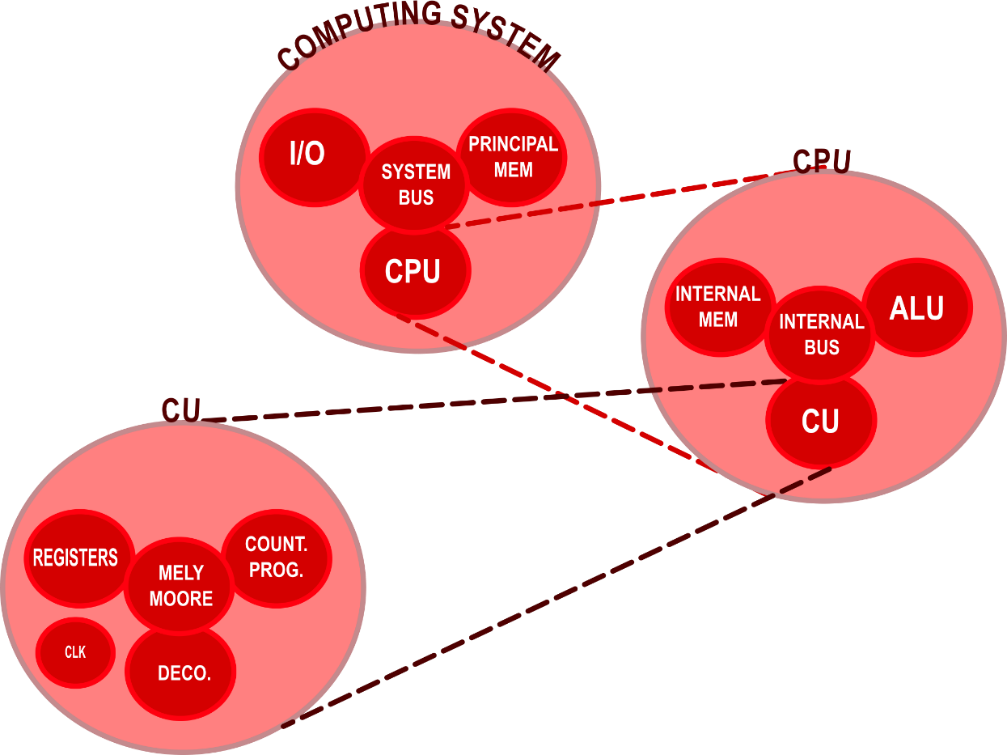 COMPUTING SYSTEM
I/O
SYSTEM
BUS
PRINCIPAL
MEM
CPU
CPU
INTERNAL
MEM
INTERNAL
BUS
ALU
CU
CU
REGISTERS
MELY
MOORE
COUNT.
PROG.
CLK
DECO.